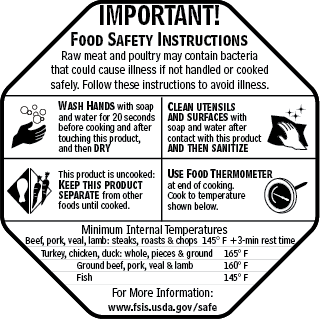 IMPORTANT!
FOOD SAFETY INSTRUCTIONS
Raw meat and poultry may contain bacteria
that could cause illness if not handled or cooked
safely. Follow these instructions to avoid illness.
WASH HANDS with soap
and water for 20 seconds
before cooking and after
touching this product,
and then DRY
CLEAN UTENSILS
AND SURFACES with
soap and water after
contact with this product
AND THEN SANITIZE
This product is uncooked:
KEEP THIS PRODUCT
SEPARATE from other
foods until cooked.
USE FOOD THERMOMETER
at end of cooking.
Cook to temperature
shown below.
Minimum Internal Temperatures
Beef, pork, veal, lamb: steaks, roasts & chops 145° F +3-min rest time
Turkey, chicken, duck: whole, pieces & ground 165° F
Ground beef, pork, veal & lamb 160° F
Fish 145° F
For More Information:
www.fsis.usda.gov/safe